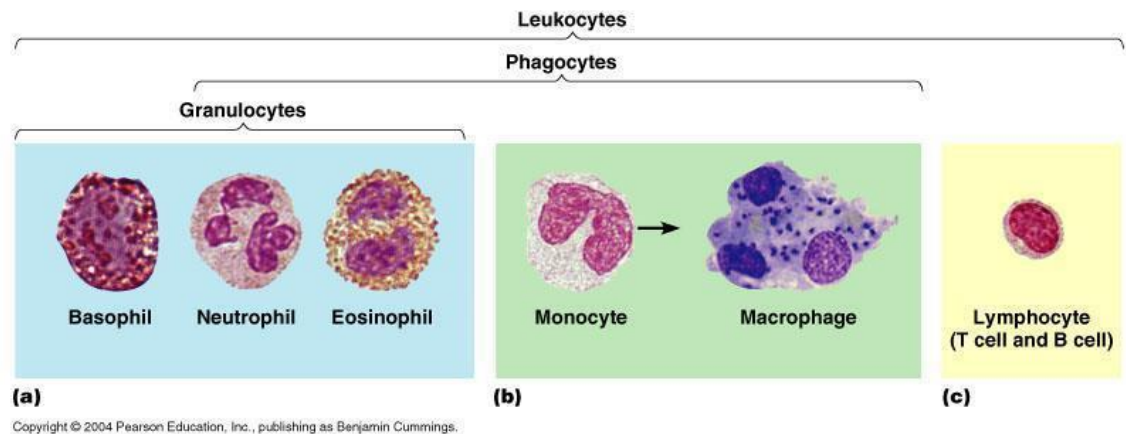 Leukocytes
Phagocytes
Granulocytes
Basophil Neutrophil Eosinophil Monocyte Macrophage Lymphocyte
(T cell and B cell)
(a) (b) (c)
Copyright © 2004 Pearson Education, Inc., publishing as Benjamin Cummings.